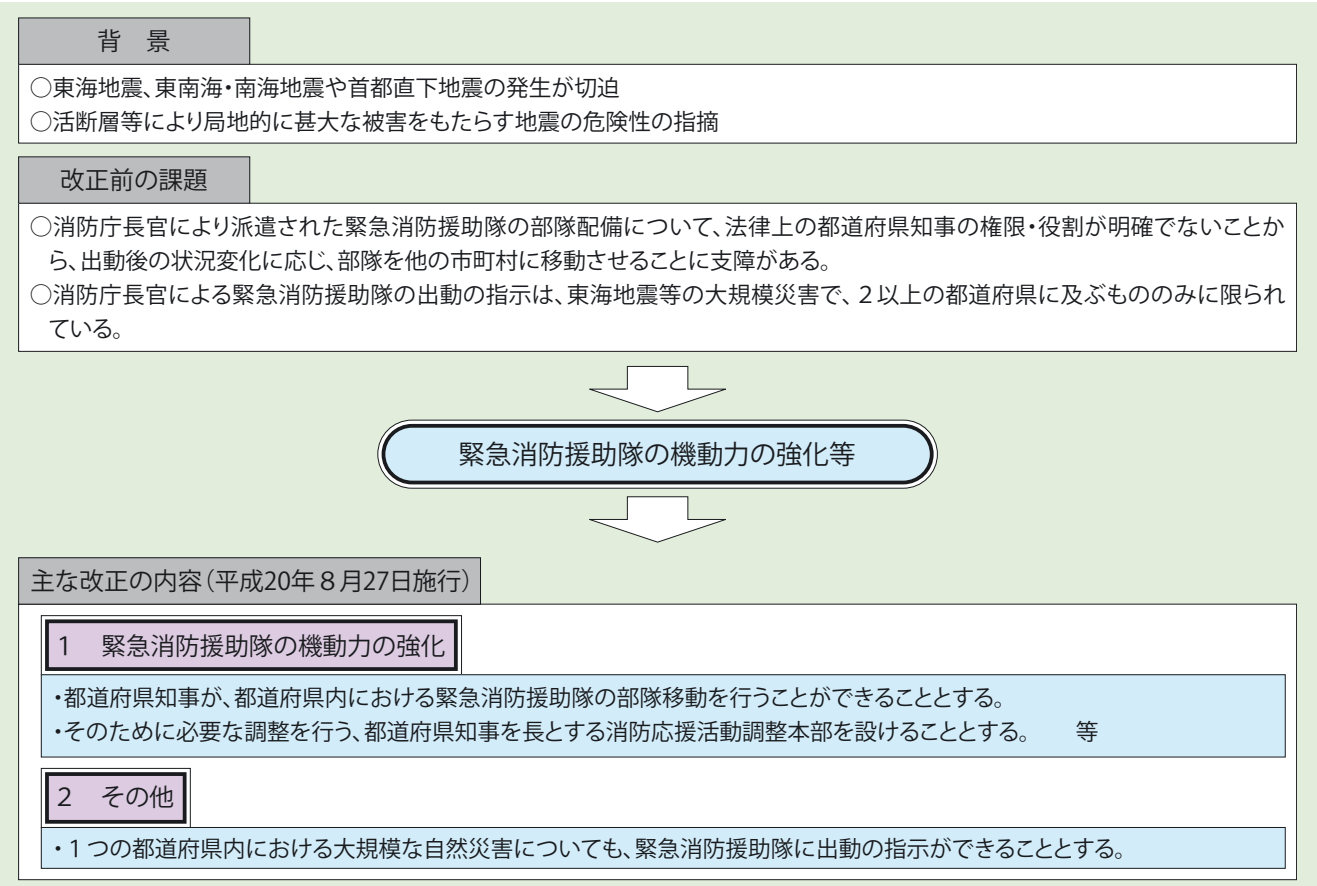 背　景
○東海地震、東南海・南海地震や首都直下地震の発生が切迫
○活断層等により局地的に甚大な被害をもたらす地震の危険性の指摘
改正前の課題
○消防庁長官により派遣された緊急消防援助隊の部隊配備について、法律上の都道府県知事の権限・役割が明確でないことか
ら、出動後の状況変化に応じ、部隊を他の市町村に移動させることに支障がある。
○消防庁長官による緊急消防援助隊の出動の指示は、東海地震等の大規模災害で、２以上の都道府県に及ぶもののみに限られ
ている。
緊急消防援助隊の機動力の強化等
主な改正の内容（平成20年８月27日施行）
1　緊急消防援助隊の機動力の強化
・都道府県知事が、都道府県内における緊急消防援助隊の部隊移動を行うことができることとする。
・そのために必要な調整を行う、都道府県知事を長とする消防応援活動調整本部を設けることとする。　　等
2　その他
・１つの都道府県内における大規模な自然災害についても、緊急消防援助隊に出動の指示ができることとする。